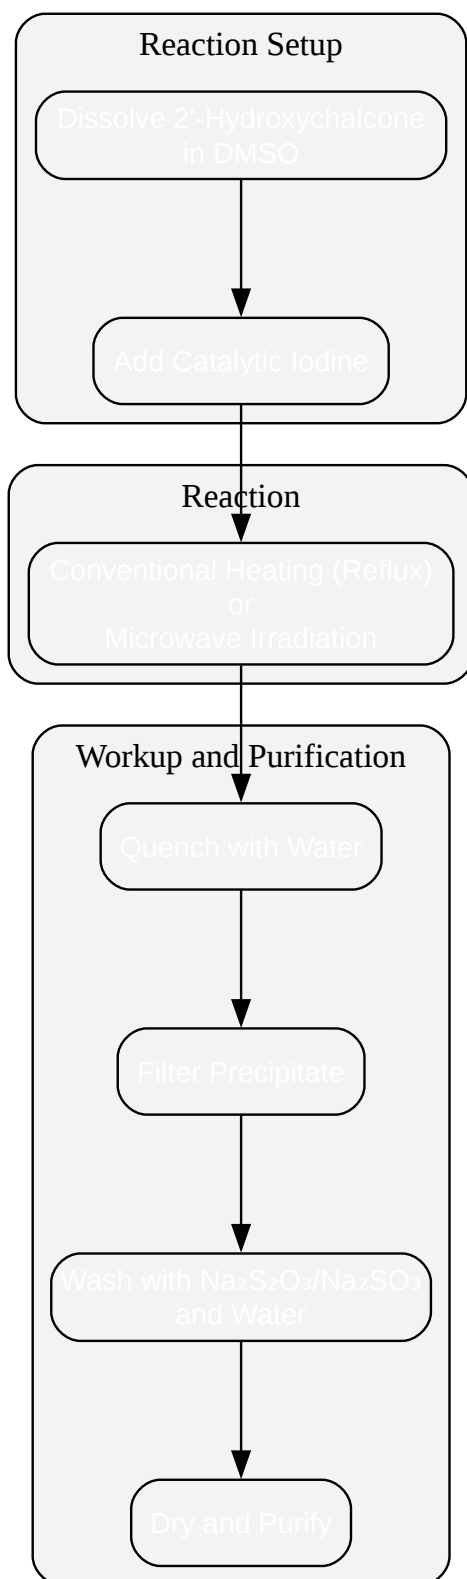 Reaction Setup
Dissolve 2'-Hydroxychalcone
in DMSO
Add Catalytic Iodine
Reaction
Conventional Heating (Reflux)
or
Microwave Irradiation
Workup and Purification
Quench with Water
Filter Precipitate
Wash with Na₂S₂O₃/Na₂SO₃
and Water
Dry and Purify